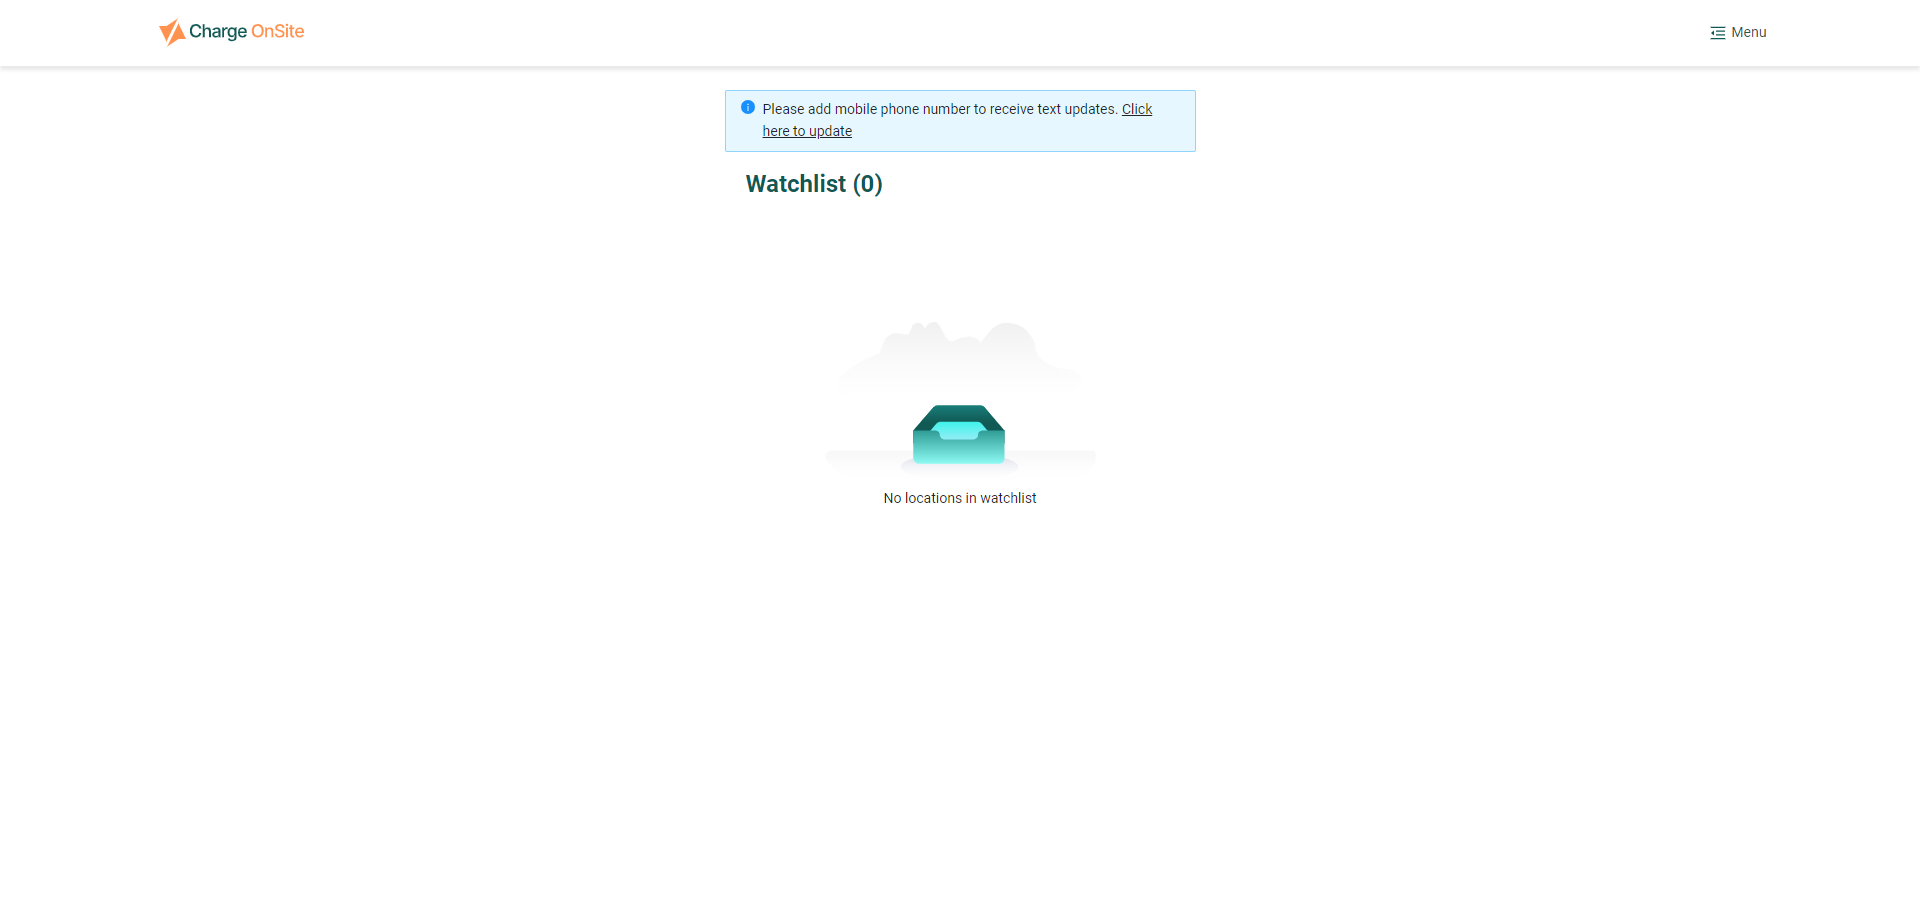 Charge OnSite
Menu
Please add mobile phone number to receive text updates. Click
here to update
Watchlist (0)
No locations in watchlist